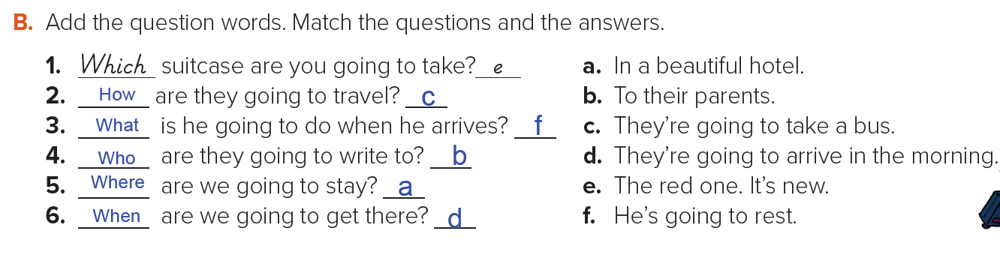 B. Add the question words. Match the questions and the answers.
1. Which suitcase are you going to take? e
a. In a beautiful hotel.
2. How are they going to travel? c
b. To their parents.
3. What is he going to do when he arrives? f
c. They're going to take a bus.
4. Who are they going to write to? b
d. They're going to arrive in the morning.
5. Where are we going to stay? a
e. The red one. It's new.
6. When are we going to get there? d
f. He's going to rest.